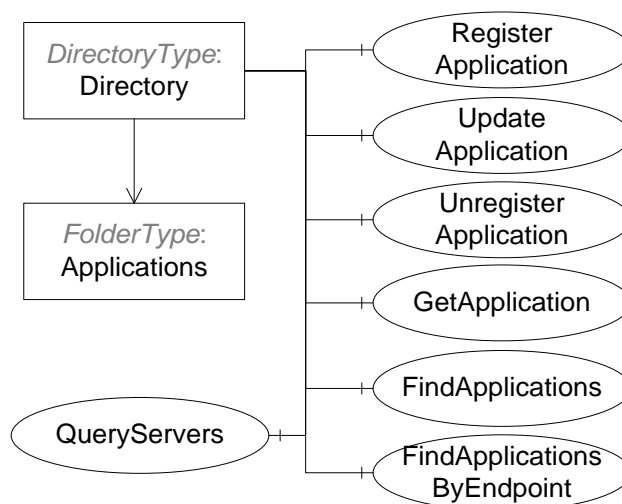 DirectoryType:
Directory
FolderType:
Applications
QueryServers
Register
Application
Update
Application
Unregister
Application
GetApplication
FindApplications
FindApplications
ByEndpoint